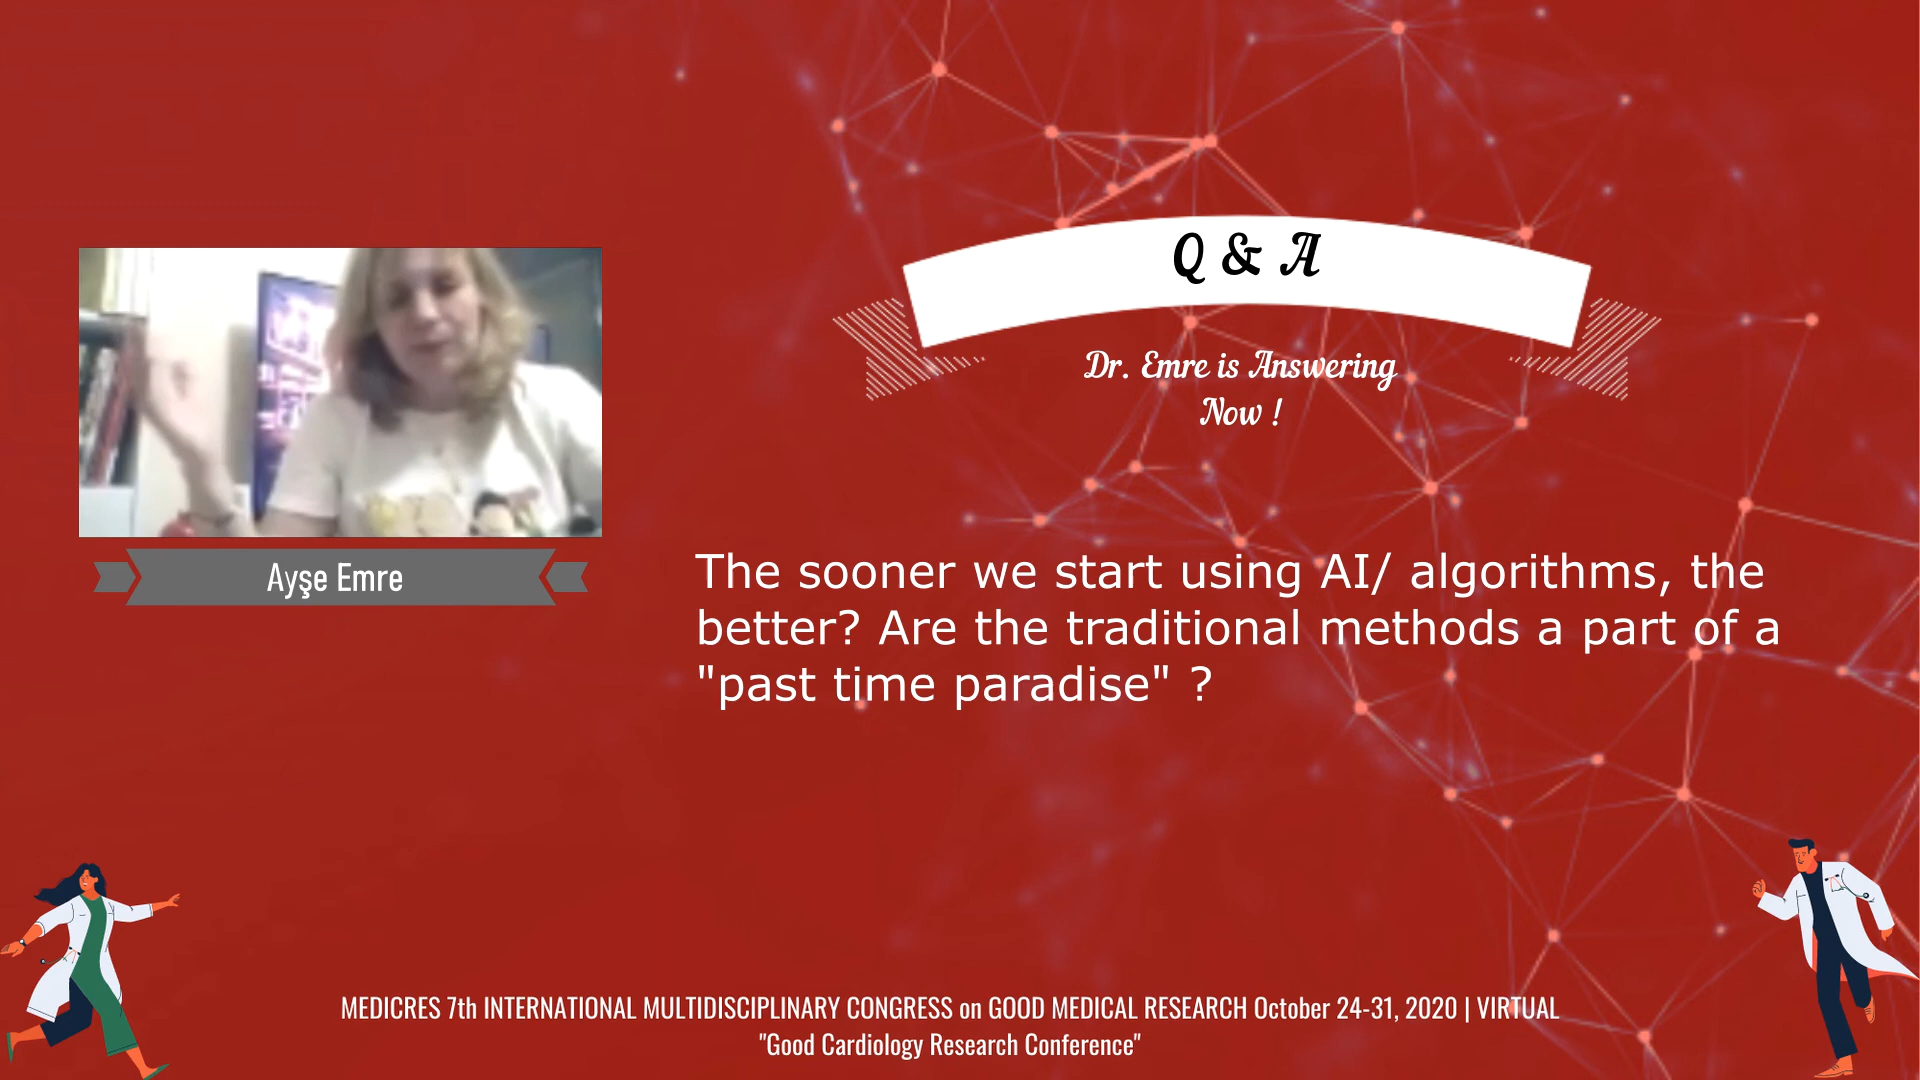 Q & A
Dr. Emre is Answering
Now !
Ayşe Emre
The sooner we start using AI/ algorithms, the
better? Are the traditional methods a part of a
"past time paradise" ?
MEDICRES 7th INTERNATIONAL MULTIDISCIPLINARY CONGRESS on GOOD MEDICAL RESEARCH October 24-31, 2020 | VIRTUAL
"Good Cardiology Research Conference"